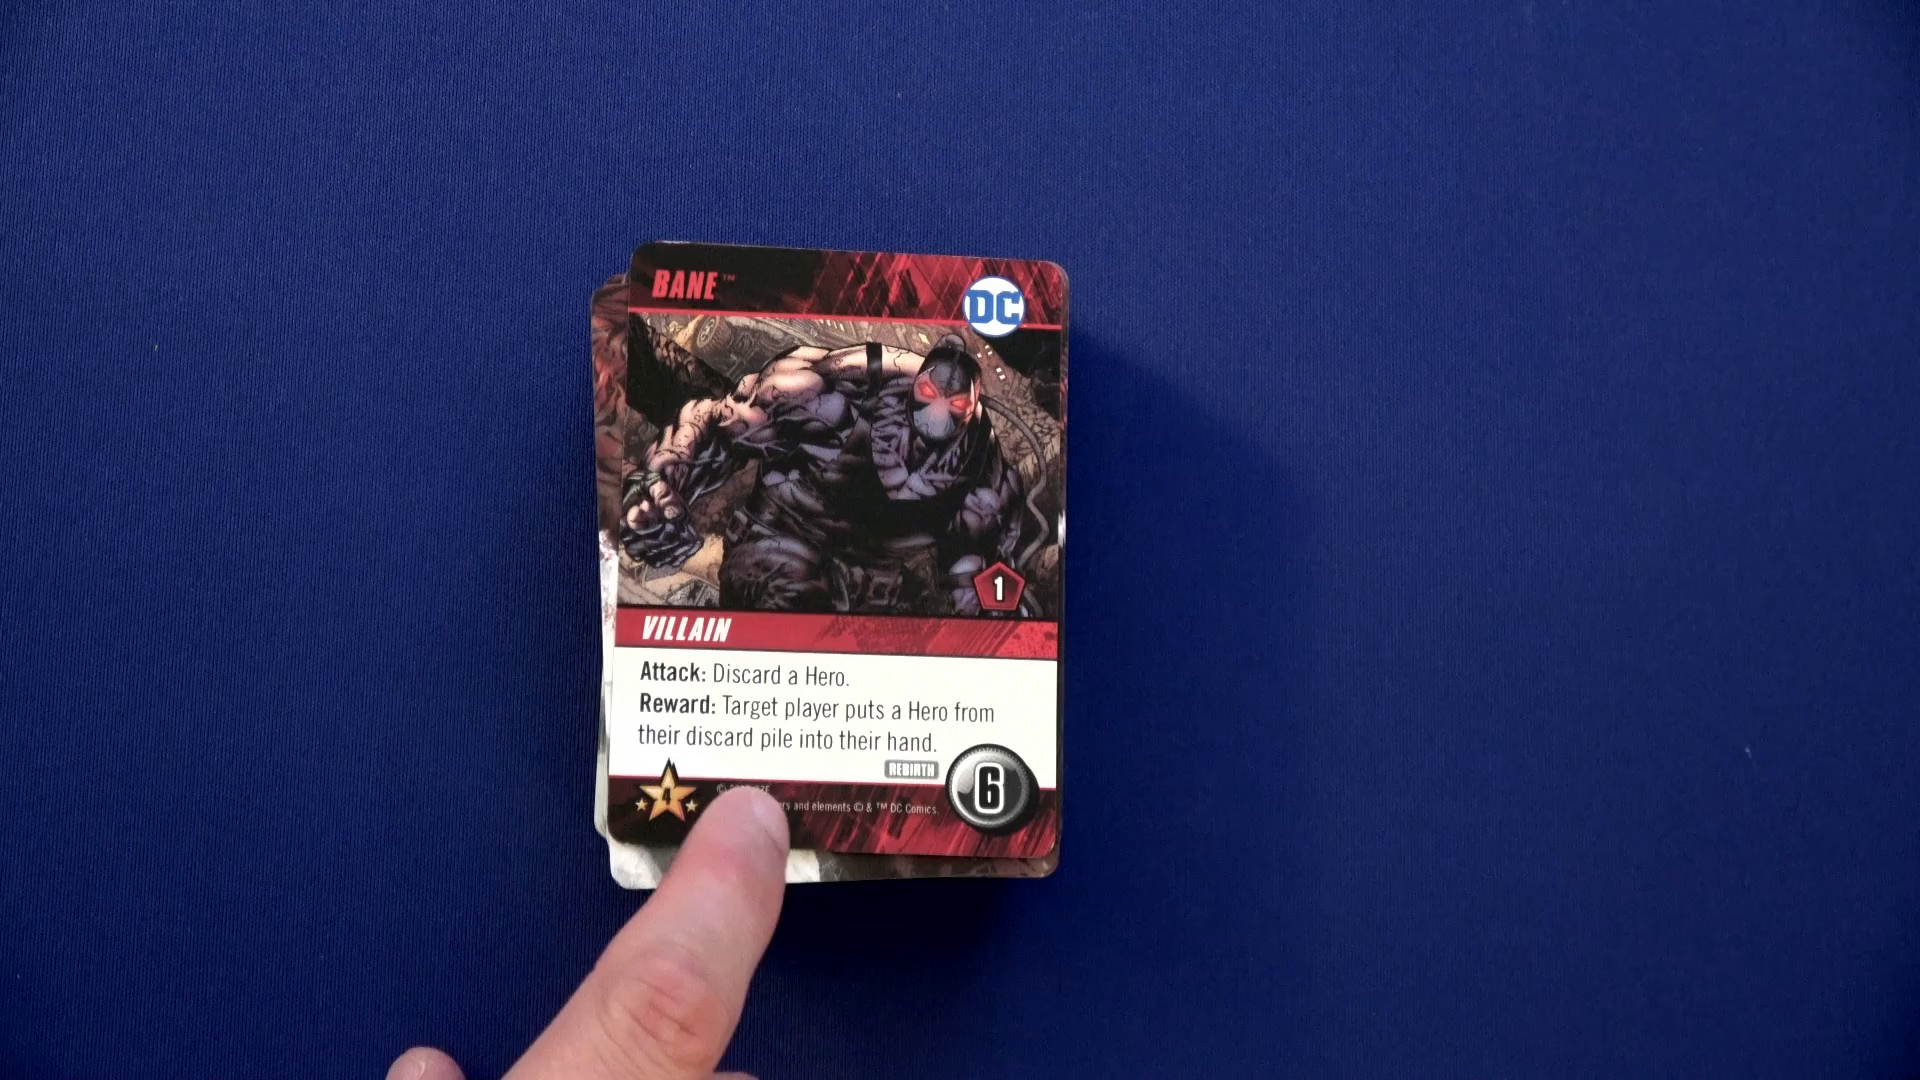 BANE™
DC
1
VILLAIN
Attack: Discard a Hero.
Reward: Target player puts a Hero from
their discard pile into their hand.
REBIRTH
6
4
and elements © & ™ DC Comics.